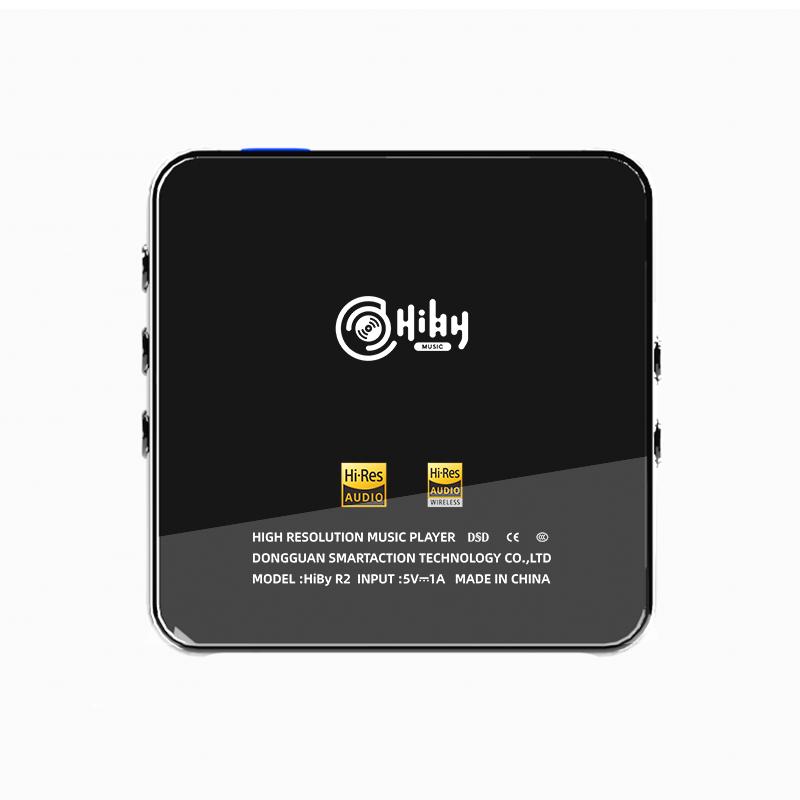 Hiby
MUSIC
Hi-Res
AUDIO
Hi-Res
AUDIO
WIRELESS
HIGH RESOLUTION MUSIC PLAYER DSD CE CCC
DONGGUAN SMARTACTION TECHNOLOGY CO.,LTD
MODEL :HiBy R2 INPUT :5V⎓1A MADE IN CHINA